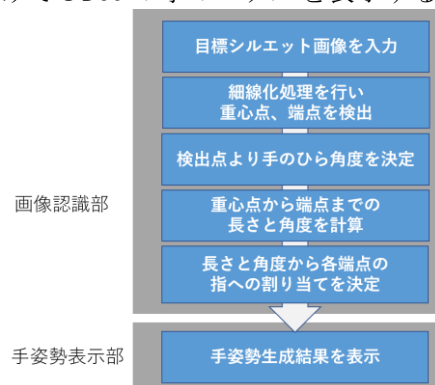 目標シルエット画像を入力
細線化処理を行い
重心点、端点を検出
検出点より手のひら角度を決定
画像認識部
重心点から端点までの
長さと角度を計算
長さと角度から各端点の
指への割り当てを決定
手姿勢表示部
手姿勢生成結果を表示